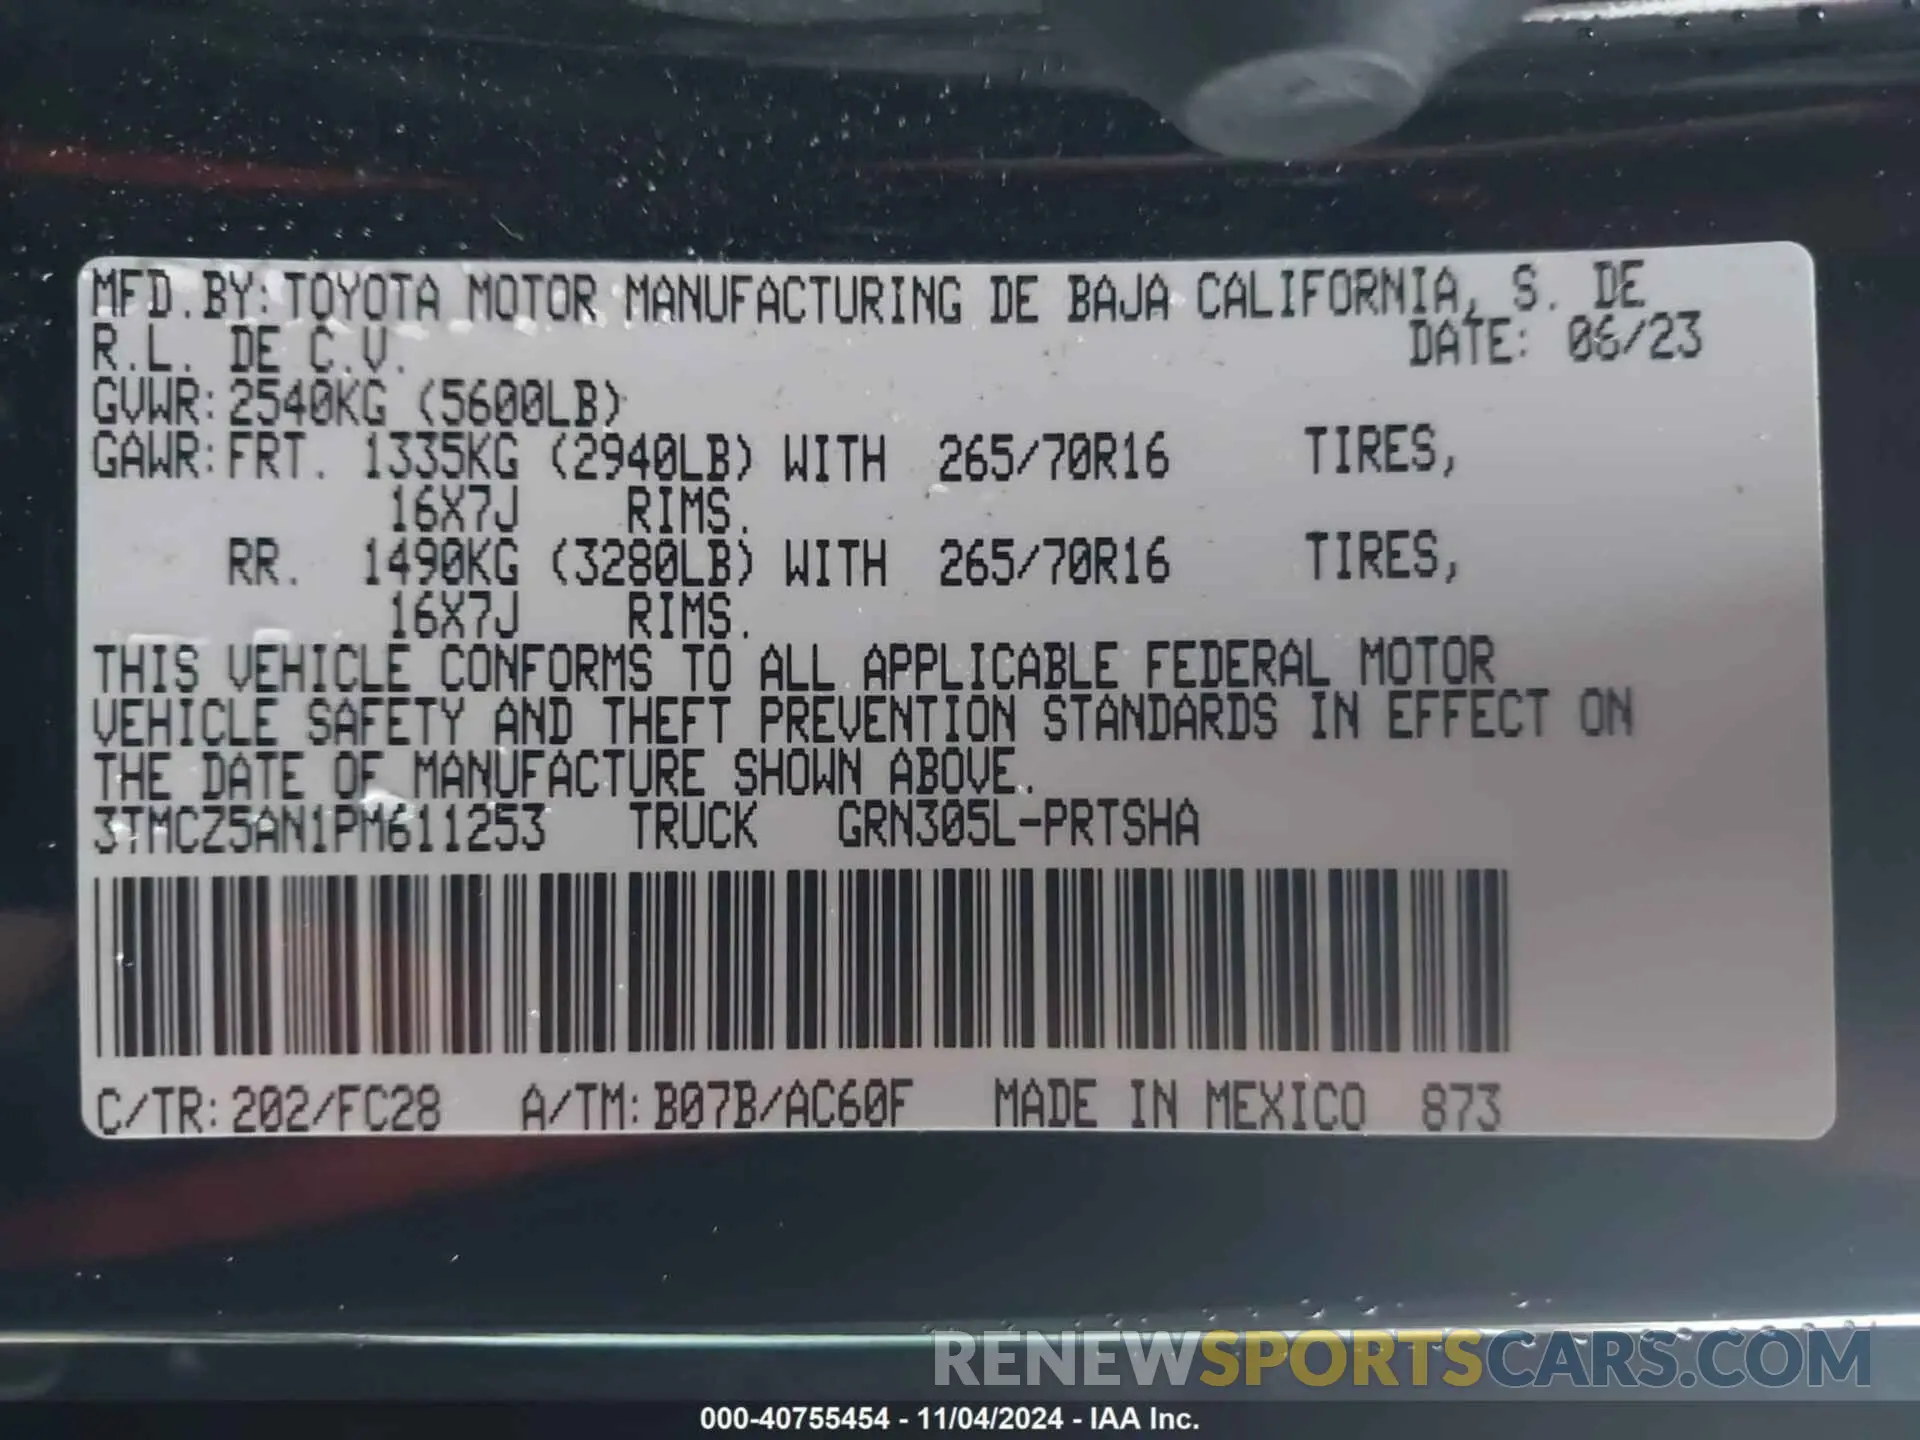 MFD.BY:TOYOTA MOTOR MANUFACTURING DE BAJA CALIFORNIA, S. DE
R.L. DE C.V. DATE: 06/23
GVWR:2540KG (5600LB)
GAWR:FRT. 1335KG (2940LB) WITH 265/70R16 TIRES,
16X7J RIMS.
RR. 1490KG (3280LB) WITH 265/70R16 TIRES,
16X7J RIMS.
THIS VEHICLE CONFORMS TO ALL APPLICABLE FEDERAL MOTOR
VEHICLE SAFETY AND THEFT PREVENTION STANDARDS IN EFFECT ON
THE DATE OF MANUFACTURE SHOWN ABOVE.
3TMCZ5AN1PM611253 TRUCK GRN305L-PRTSHA
C/TR:202/FC28 A/TM:B07B/AC60F MADE IN MEXICO 873
RENEWSPORTSCARS.COM
000-40755454 - 11/04/2024 - IAA Inc.